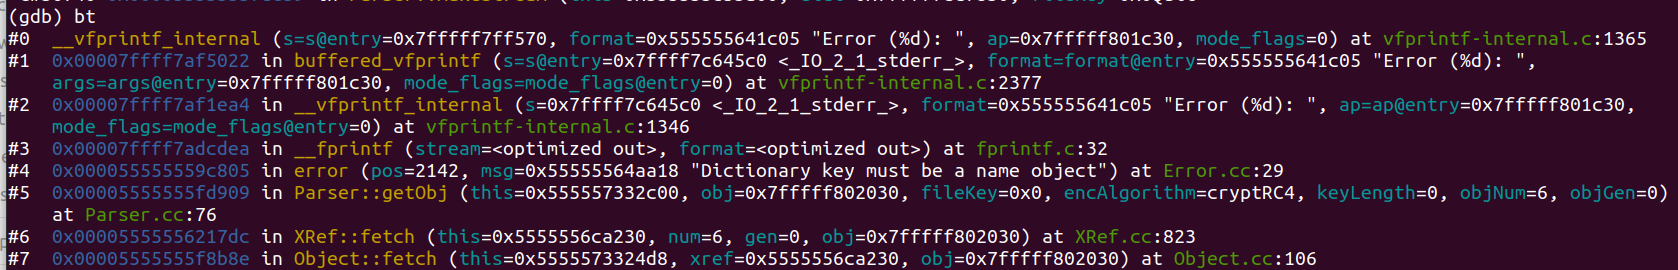 (gdb) bt
#0  __vfprintf_internal (s=s@entry=0x7fffff7ff570, format=0x555555641c05 "Error (%d): ", ap=0x7fffff801c30, mode_flags=0) at vfprintf-internal.c:1365
#1  0x00007ffff7af5022 in buffered_vfprintf (s=s@entry=0x7ffff7c645c0 <_IO_2_1_stderr_>, format=format@entry=0x555555641c05 "Error (%d): ",
args=args@entry=0x7fffff801c30, mode_flags=mode_flags@entry=0) at vfprintf-internal.c:2377
#2  0x00007ffff7af1ea4 in __vfprintf_internal (s=0x7ffff7c645c0 <_IO_2_1_stderr_>, format=0x555555641c05 "Error (%d): ", ap=ap@entry=0x7fffff801c30,
mode_flags=mode_flags@entry=0) at vfprintf-internal.c:1346
#3  0x00007ffff7adcdea in __fprintf (stream=<optimized out>, format=<optimized out>) at fprintf.c:32
#4  0x000055555559c805 in error (pos=2142, msg=0x55555564aa18 "Dictionary key must be a name object") at Error.cc:29
#5  0x00005555555fd909 in Parser::getObj (this=0x555557332c00, obj=0x7fffff802030, fileKey=0x0, encAlgorithm=cryptRC4, keyLength=0, objNum=6, objGen=0)
at Parser.cc:76
#6  0x00005555556217dc in XRef::fetch (this=0x5555556ca230, num=6, gen=0, obj=0x7fffff802030) at XRef.cc:823
#7  0x00005555555f8b8e in Object::fetch (this=0x5555573324d8, xref=0x5555556ca230, obj=0x7fffff802030) at Object.cc:106